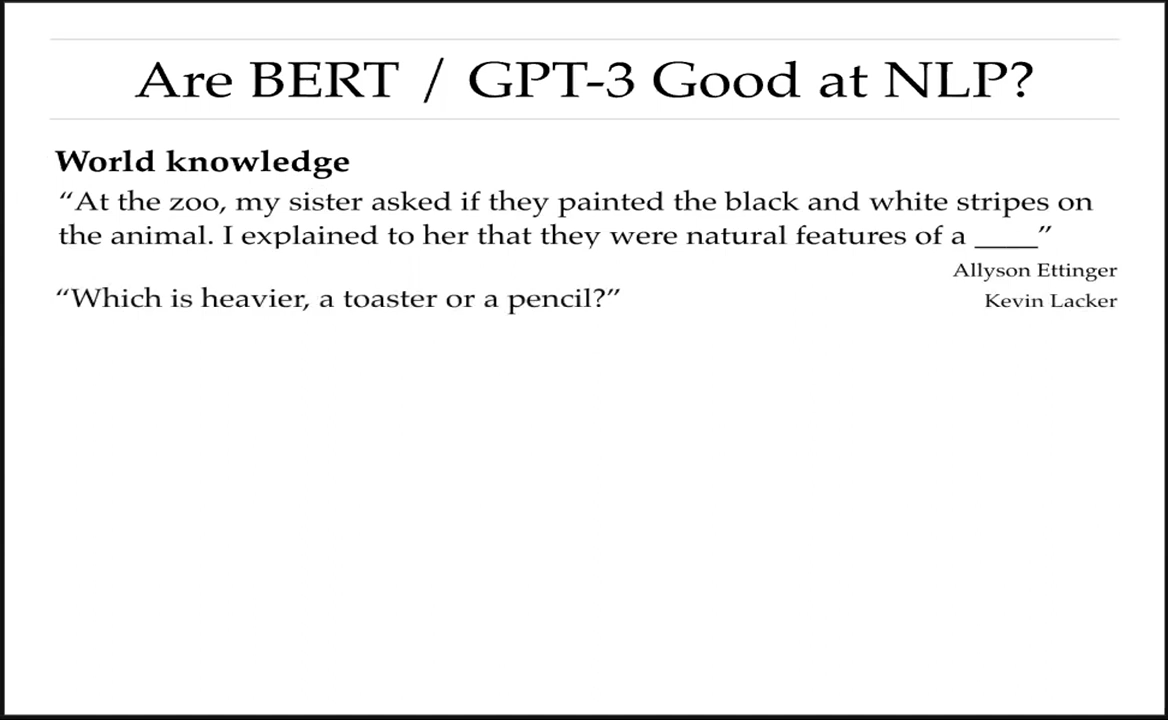 Are BERT / GPT-3 Good at NLP?
World knowledge
“At the zoo, my sister asked if they painted the black and white stripes on
the animal. I explained to her that they were natural features of a ____”
Allyson Ettinger
“Which is heavier, a toaster or a pencil?”
Kevin Lacker